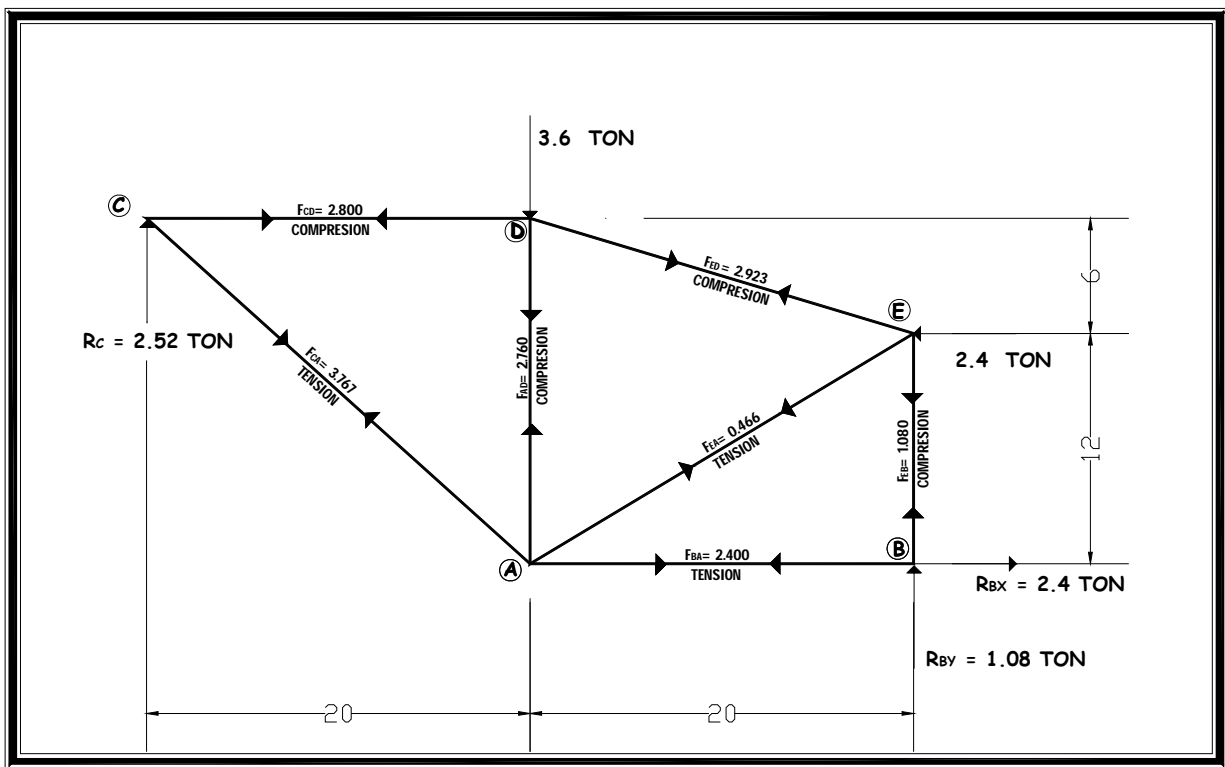 3.6 TON
C
FCD= 2.800
COMPRESION
D
6
FED= 2.923
COMPRESION
E
RC = 2.52 TON
2.4 TON
FCA= 3.767
TENSION
FAD= 2.760
COMPRESION
FEA= 0.466
TENSION
FEB= 1.080
COMPRESION
12
FBA= 2.400
TENSION
B
A
RBX = 2.4 TON
RBY = 1.08 TON
20
20